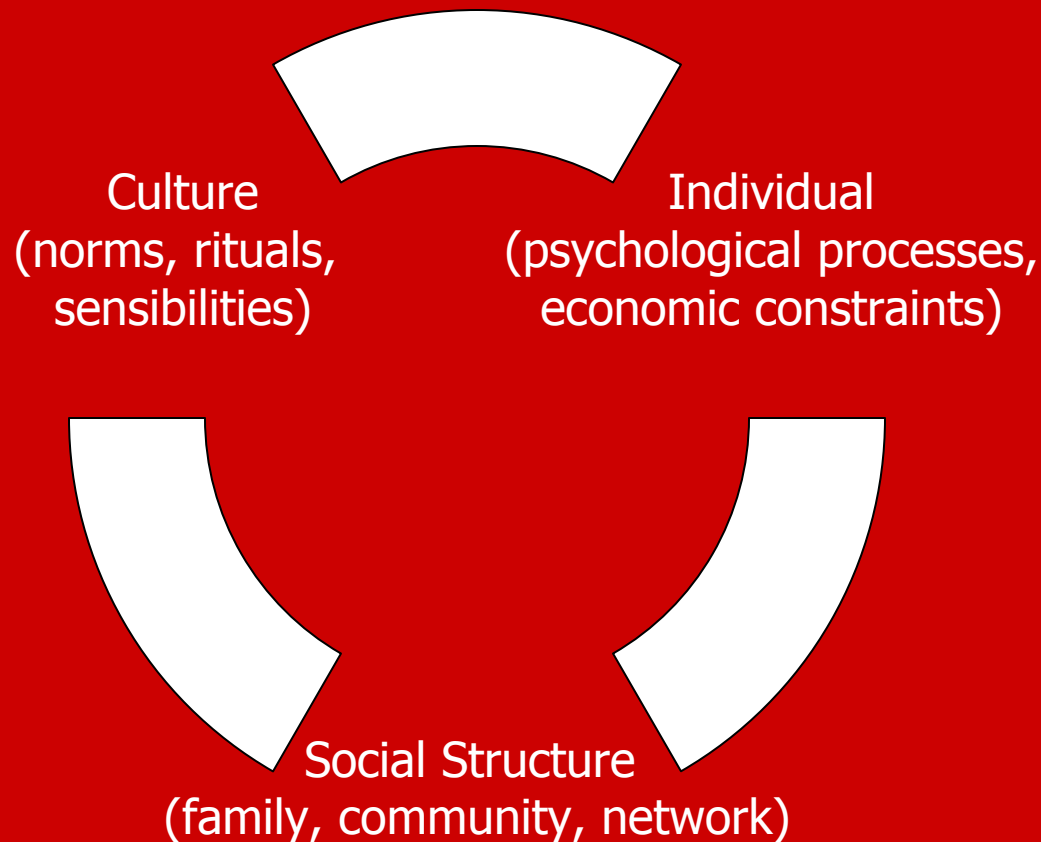 Culture
(norms, rituals,
sensibilities)
Individual
(psychological processes,
economic constraints)
Social Structure
(family, community, network)